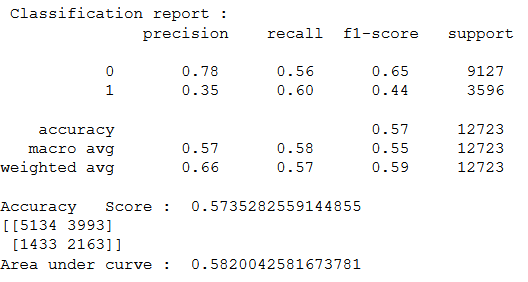 Classification report :
precision recall f1-score support
0 0.78 0.56 0.65 9127
1 0.35 0.60 0.44 3596
accuracy 0.57 12723
macro avg 0.57 0.58 0.55 12723
weighted avg 0.66 0.57 0.59 12723
Accuracy Score : 0.5735282559144855
[[5134 3993]
[1433 2163]]
Area under curve : 0.5820042581673781